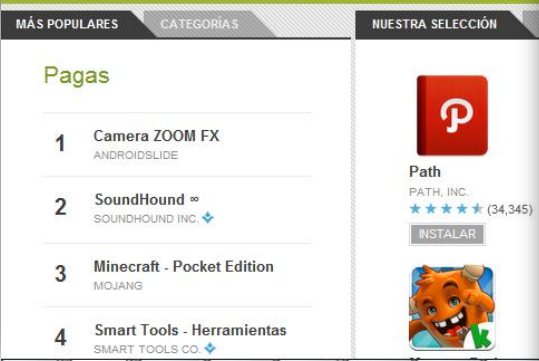 MÁS POPULARES
CATEGORÍAS
Pagas
1 Camera ZOOM FX
ANDROIDSLIDE
2 SoundHound ∞
SOUNDHOUND INC.
3 Minecraft - Pocket Edition
MOJANG
4 Smart Tools - Herramientas
SMART TOOLS CO.
NUESTRA SELECCIÓN
Path
PATH, INC.
(34,345)
INSTALAR
k